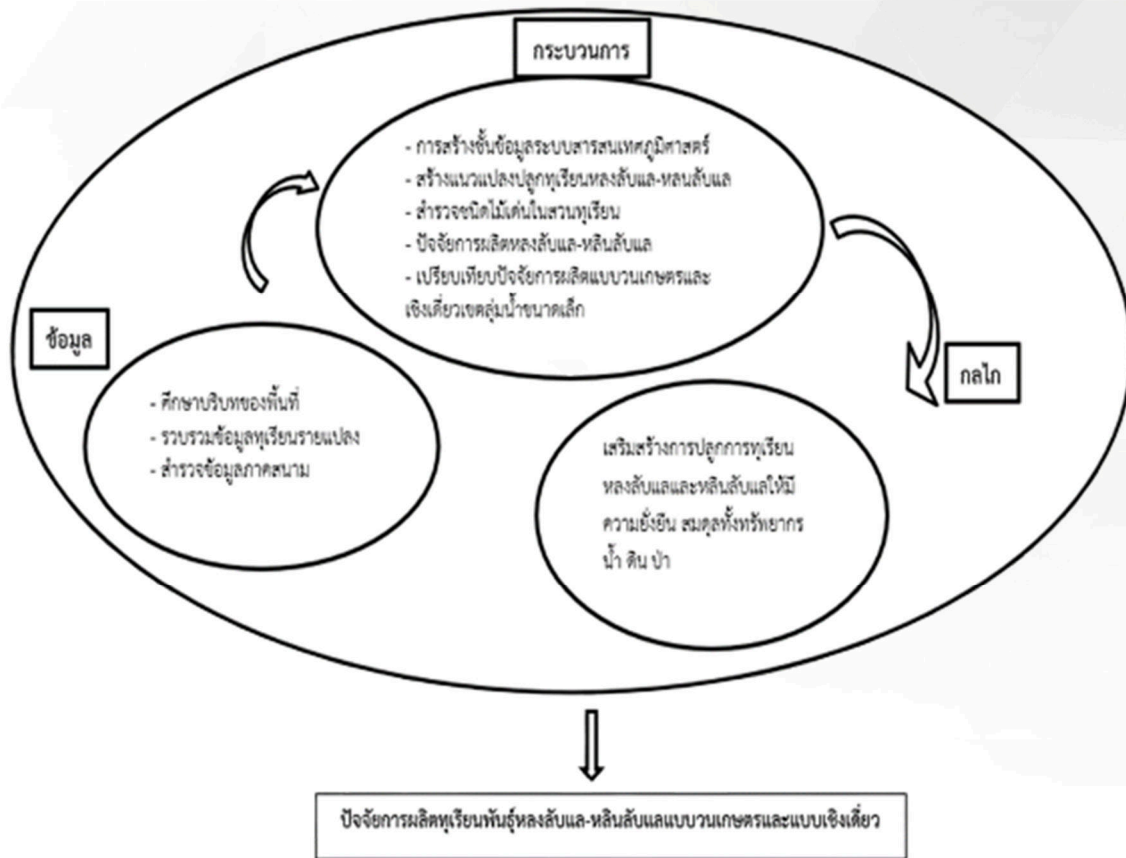 กระบวนการ
- การสร้างชั้นข้อมูลระบบสารสนเทศภูมิศาสตร์
- สร้างแนวแปลงปลูกทุเรียนหลงลับแล-หลนลับแล
- สำรวจชนิดไม้เด่นในสวนทุเรียน
- ปัจจัยการผลิตหลงลับแล-หลินลับแล
- เปรียบเทียบปัจจัยการผลิตแบบวนเกษตรและ
เชิงเดี่ยวเขตลุ่มน้ำขนาดเล็ก
ข้อมูล
- ศึกษาบริบทของพื้นที่
- รวบรวมข้อมูลทุเรียนรายแปลง
- สำรวจข้อมูลภาคสนาม
กลไก
เสริมสร้างการปลูกการทุเรียน
หลงลับแลและหลินลับแลให้มี
ความยั่งยืน สมดุลทั้งทรัพยากร
น้ำ ดิน ป่า
ปัจจัยการผลิตทุเรียนพันธุ์หลงลับแล-หลินลับแลแบบวนเกษตรและแบบเชิงเดี่ยว